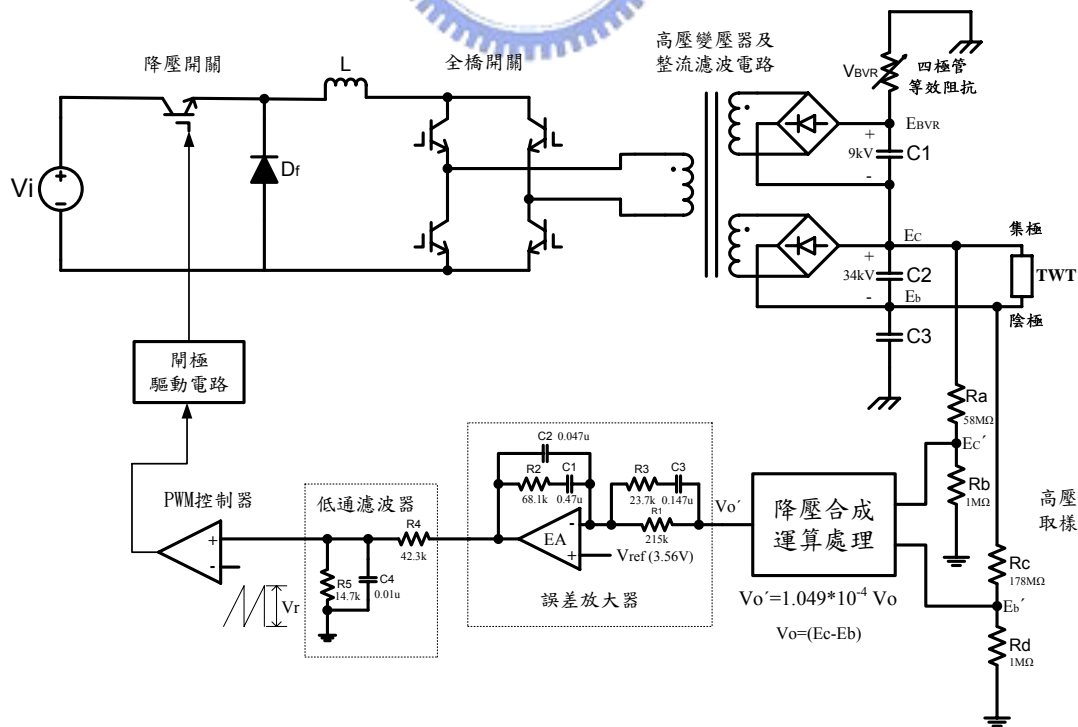 降壓開關
L
全橋開關
高壓變壓器及
整流濾波電路
VBVR
四極管
等效阻抗
EBVR
+
9kV
C1
-
Vi
+
-
Df
Ec
集極
+
34kV
C2
TWT
-
Eb
陰極
C3
閘極
驅動電路
Ra
58MΩ
Ec´
Rb
1MΩ
高壓
取樣
Rc
178MΩ
Eb´
Rd
1MΩ
PWM控制器
+
-
Vr
低通濾波器
R4
42.3k
R5
14.7k
C4
0.01u
C2 0.047u
R2
68.1k
C1
0.47u
R3
23.7k
C3
0.147u
R1
215k
EA
-
+
Vref (3.56V)
誤差放大器
Vo´
降壓合成
運算處理
Vo´=1.049*10-4 Vo
Vo=(Ec-Eb)